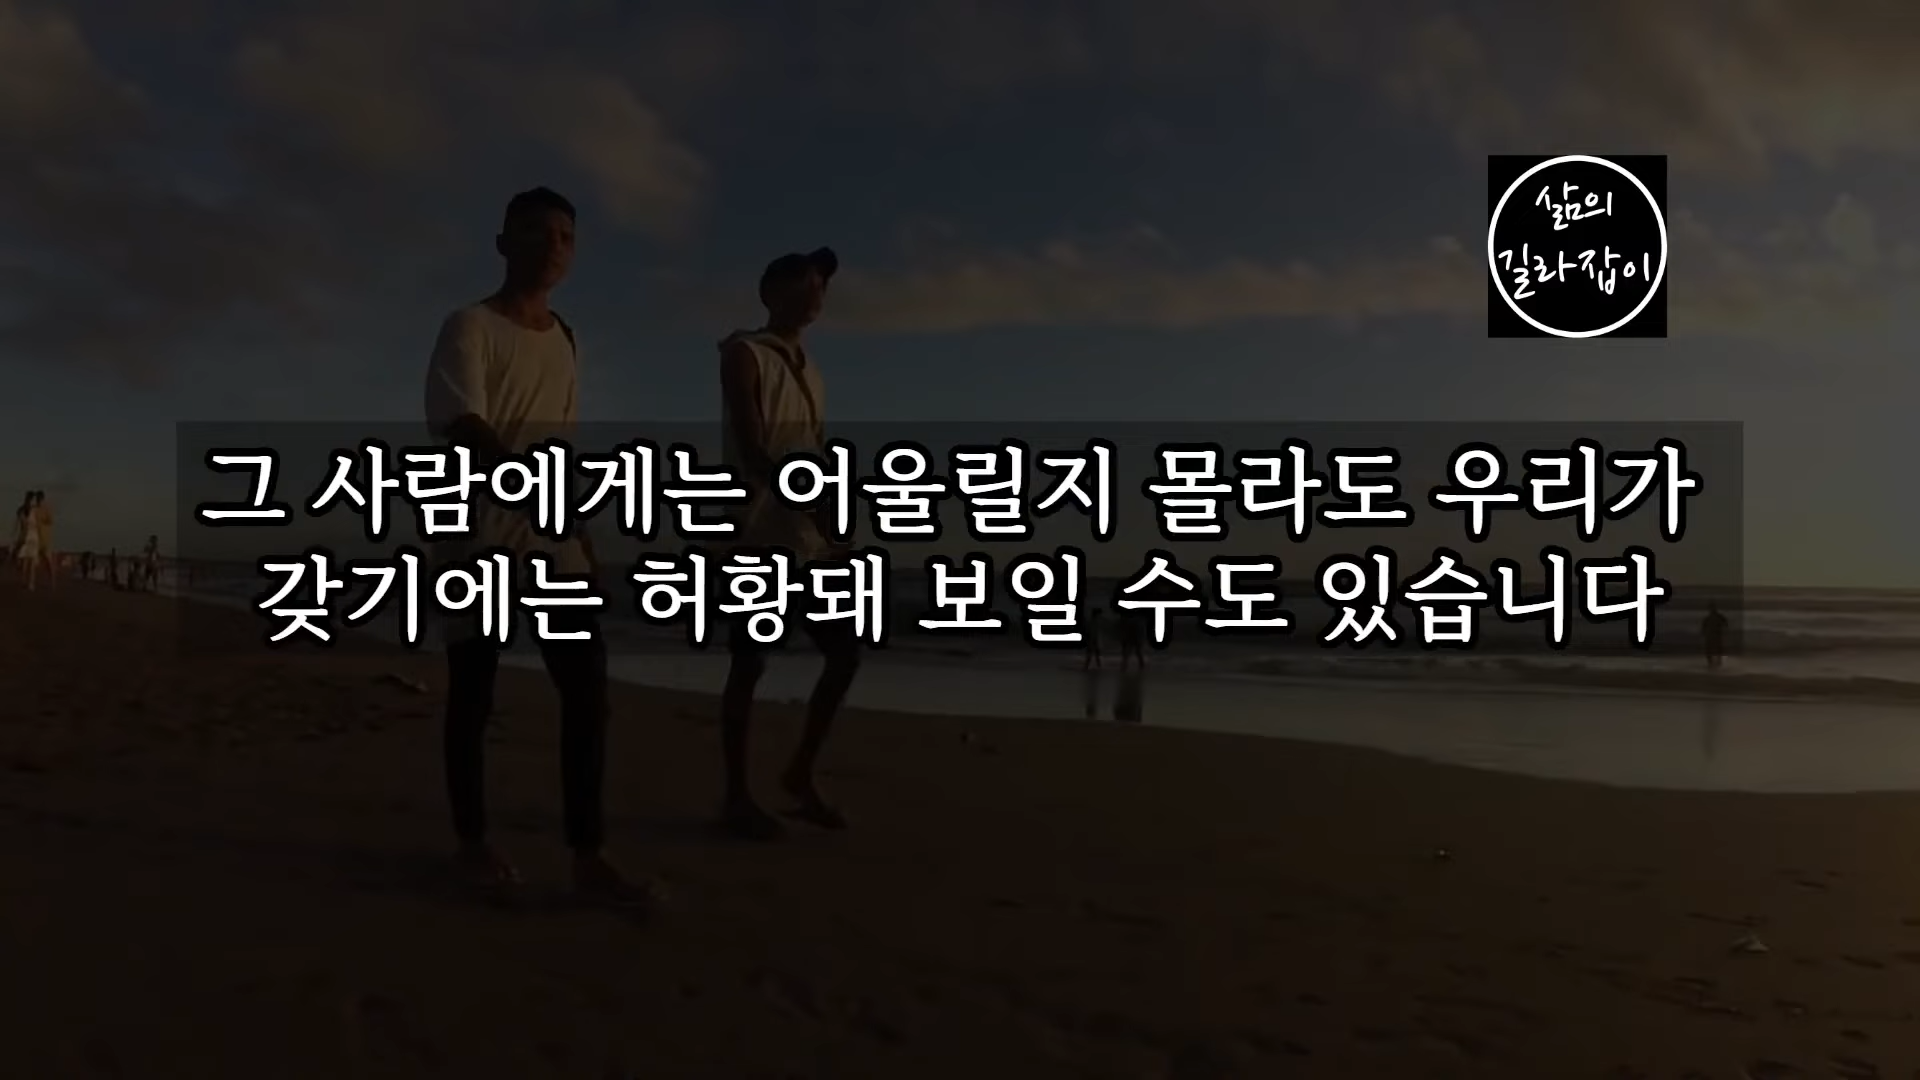 삶의
길라잡이
그 사람에게는 어울릴지 몰라도 우리가
갖기에는 허황돼 보일 수도 있습니다